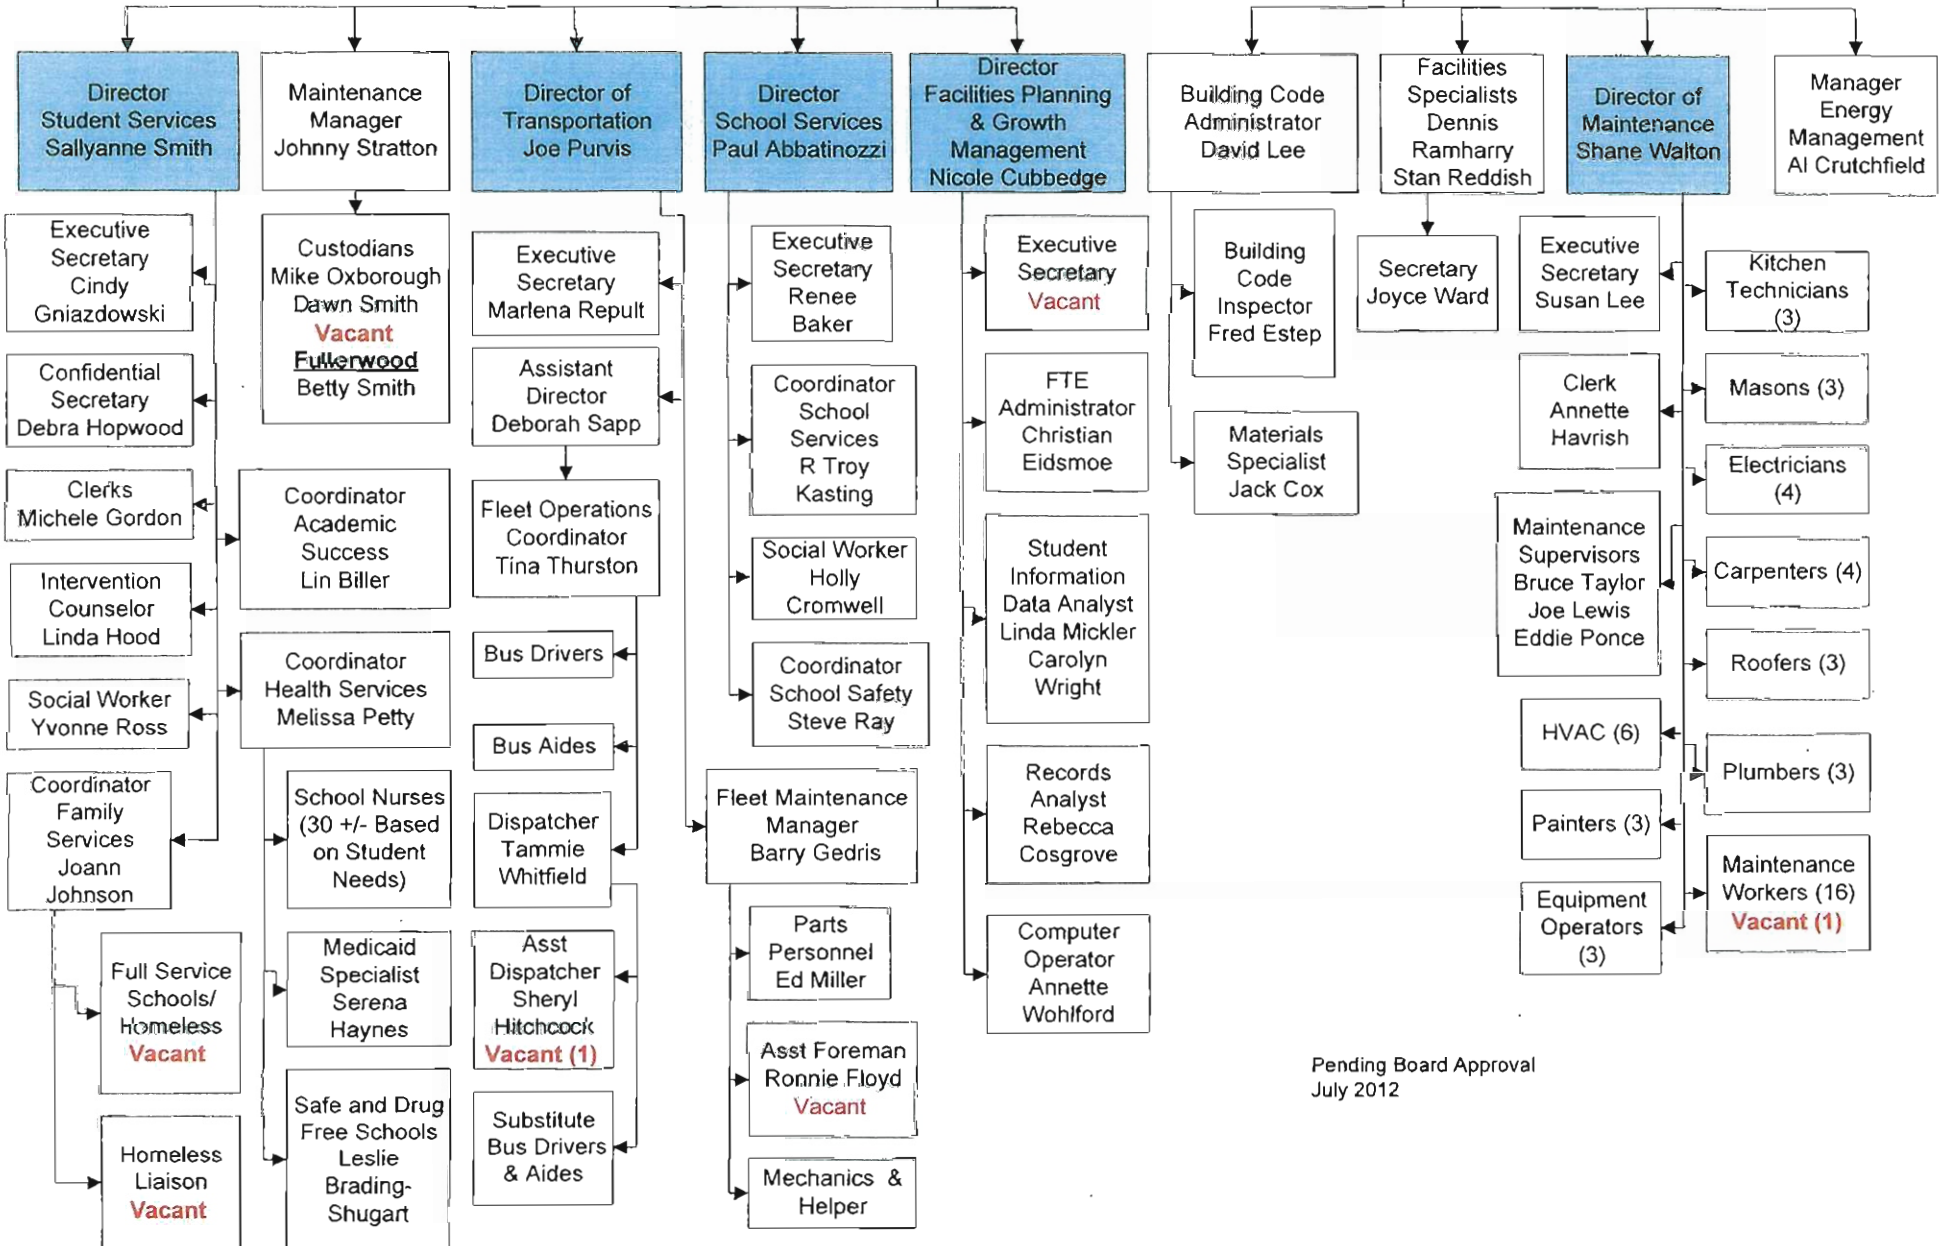 Director
Student Services
Sallyanne Smith
Maintenance
Manager
Johnny Stratton
Director of
Transportation
Joe Purvis
Director
School Services
Paul Abbatinozzi
Director
Facilities Planning
& Growth
Management
Nicole Cubbedge
Building Code
Administrator
David Lee
Facilities
Specialists
Dennis
Ramharry
Stan Reddish
Director of
Maintenance
Shane Walton
Manager
Energy
Management
Al Crutchfield
Executive
Secretary
Cindy
Gniazdowski
Confidential
Secretary
Debra Hopwood
Clerks
Michele Gordon
Intervention
Counselor
Linda Hood
Social Worker
Yvonne Ross
Coordinator
Family
Services
Joann
Johnson
Full Service
Schools/
Homeless
Vacant
Homeless
Liaison
Vacant
Custodians
Mike Oxborough
Dawn Smith
Vacant
Fullerwood
Betty Smith
Coordinator
Academic
Success
Lin Biller
Coordinator
Health Services
Melissa Petty
School Nurses
(30 +/- Based
on Student
Needs)
Medicaid
Specialist
Serena
Haynes
Safe and Drug
Free Schools
Leslie
Brading-
Shugart
Executive
Secretary
Marlena Repult
Assistant
Director
Deborah Sapp
Fleet Operations
Coordinator
Tina Thurston
Bus Drivers
Bus Aides
Dispatcher
Tammie
Whitfield
Asst
Dispatcher
Sheryl
Hitchcock
Vacant (1)
Substitute
Bus Drivers
& Aides
Executive
Secretary
Renee
Baker
Coordinator
School
Services
R Troy
Kasting
Social Worker
Holly
Cromwell
Coordinator
School Safety
Steve Ray
Fleet Maintenance
Manager
Barry Gedris
Parts
Personnel
Ed Miller
Asst Foreman
Ronnie Floyd
Vacant
Mechanics &
Helper
Executive
Secretary
Vacant
FTE
Administrator
Christian
Eidsmoe
Student
Information
Data Analyst
Linda Mickler
Carolyn
Wright
Records
Analyst
Rebecca
Cosgrove
Computer
Operator
Annette
Wohlford
Building
Code
Inspector
Fred Estep
Materials
Specialist
Jack Cox
Secretary
Joyce Ward
Executive
Secretary
Susan Lee
Clerk
Annette
Havrish
Maintenance
Supervisors
Bruce Taylor
Joe Lewis
Eddie Ponce
HVAC (6)
Painters (3)
Equipment
Operators
(3)
Kitchen
Technicians
(3)
Masons (3)
Electricians
(4)
Carpenters (4)
Roofers (3)
Plumbers (3)
Maintenance
Workers (16)
Vacant (1)
Pending Board Approval
July 2012